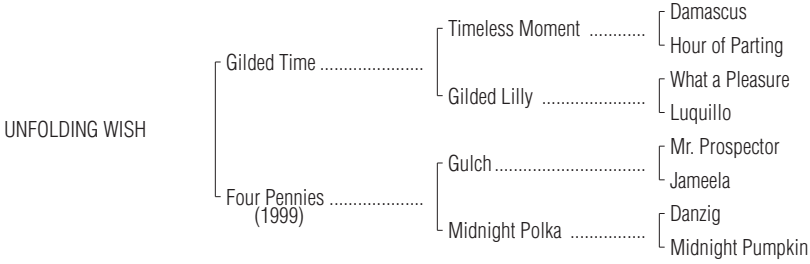 Damascus
Timeless Moment ............
Hour of Parting
Gilded Time ......................
What a Pleasure
Gilded Lilly ......................
Luquillo
UNFOLDING WISH
Mr. Prospector
Gulch................................
Jameela
Four Pennies ....................
(1999)
Danzig
Midnight Polka ................
Midnight Pumpkin